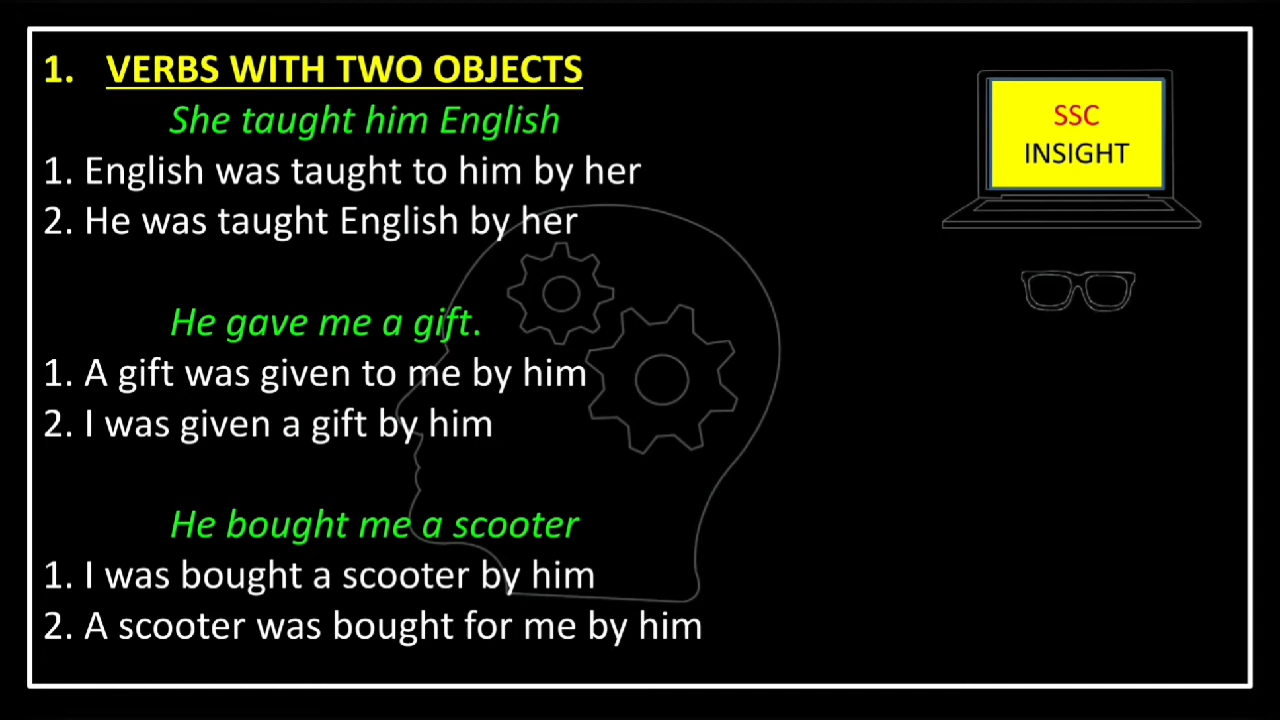 1. VERBS WITH TWO OBJECTS
She taught him English
1. English was taught to him by her
2. He was taught English by her
He gave me a gift.
1. A gift was given to me by him
2. I was given a gift by him
He bought me a scooter
1. I was bought a scooter by him
2. A scooter was bought for me by him
SSC
INSIGHT